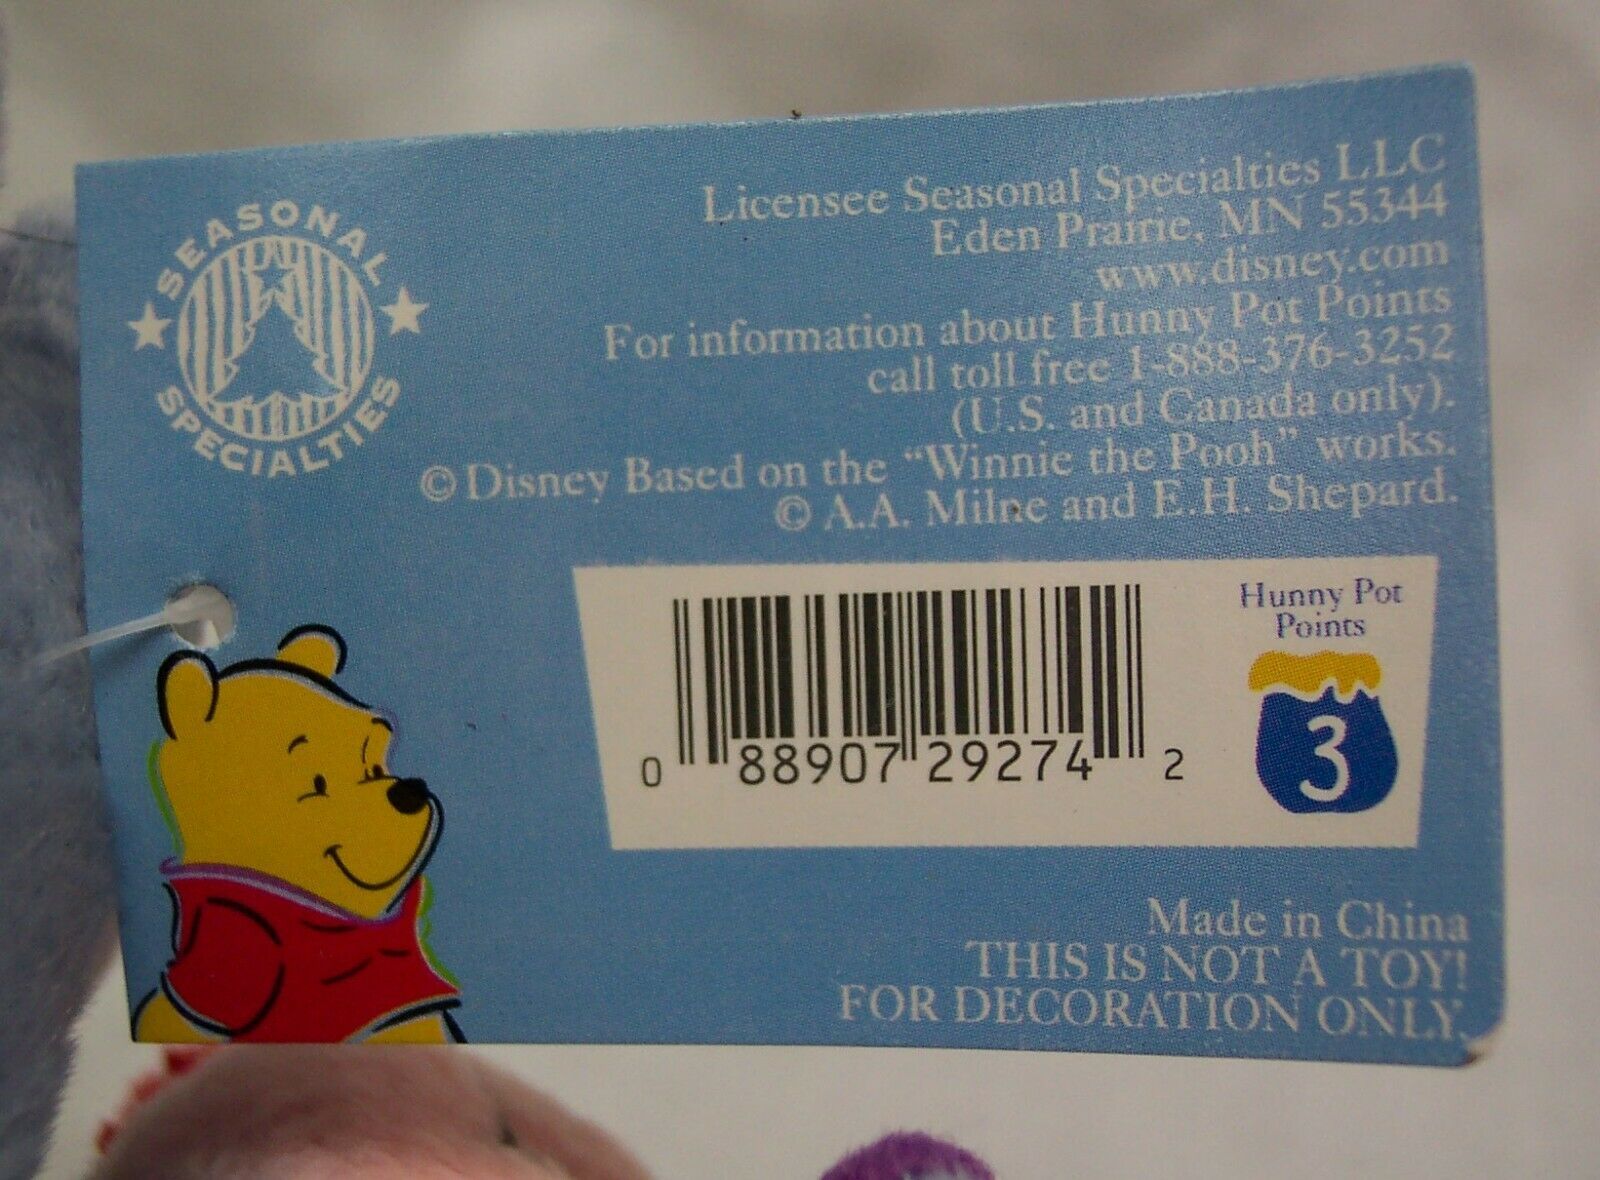 SEASONAL
SPECIALTIES
Licensee Seasonal Specialties LLC
Eden Prairie, MN 55344
www.disney.com
For information about Hunny Pot Points
call toll free 1-888-376-3252
(U.S. and Canada only).
© Disney Based on the “Winnie the Pooh” works.
© A.A. Milne and E.H. Shepard.
0 88907 29274 2
Hunny Pot
Points
3
Made in China
THIS IS NOT A TOY!
FOR DECORATION ONLY.